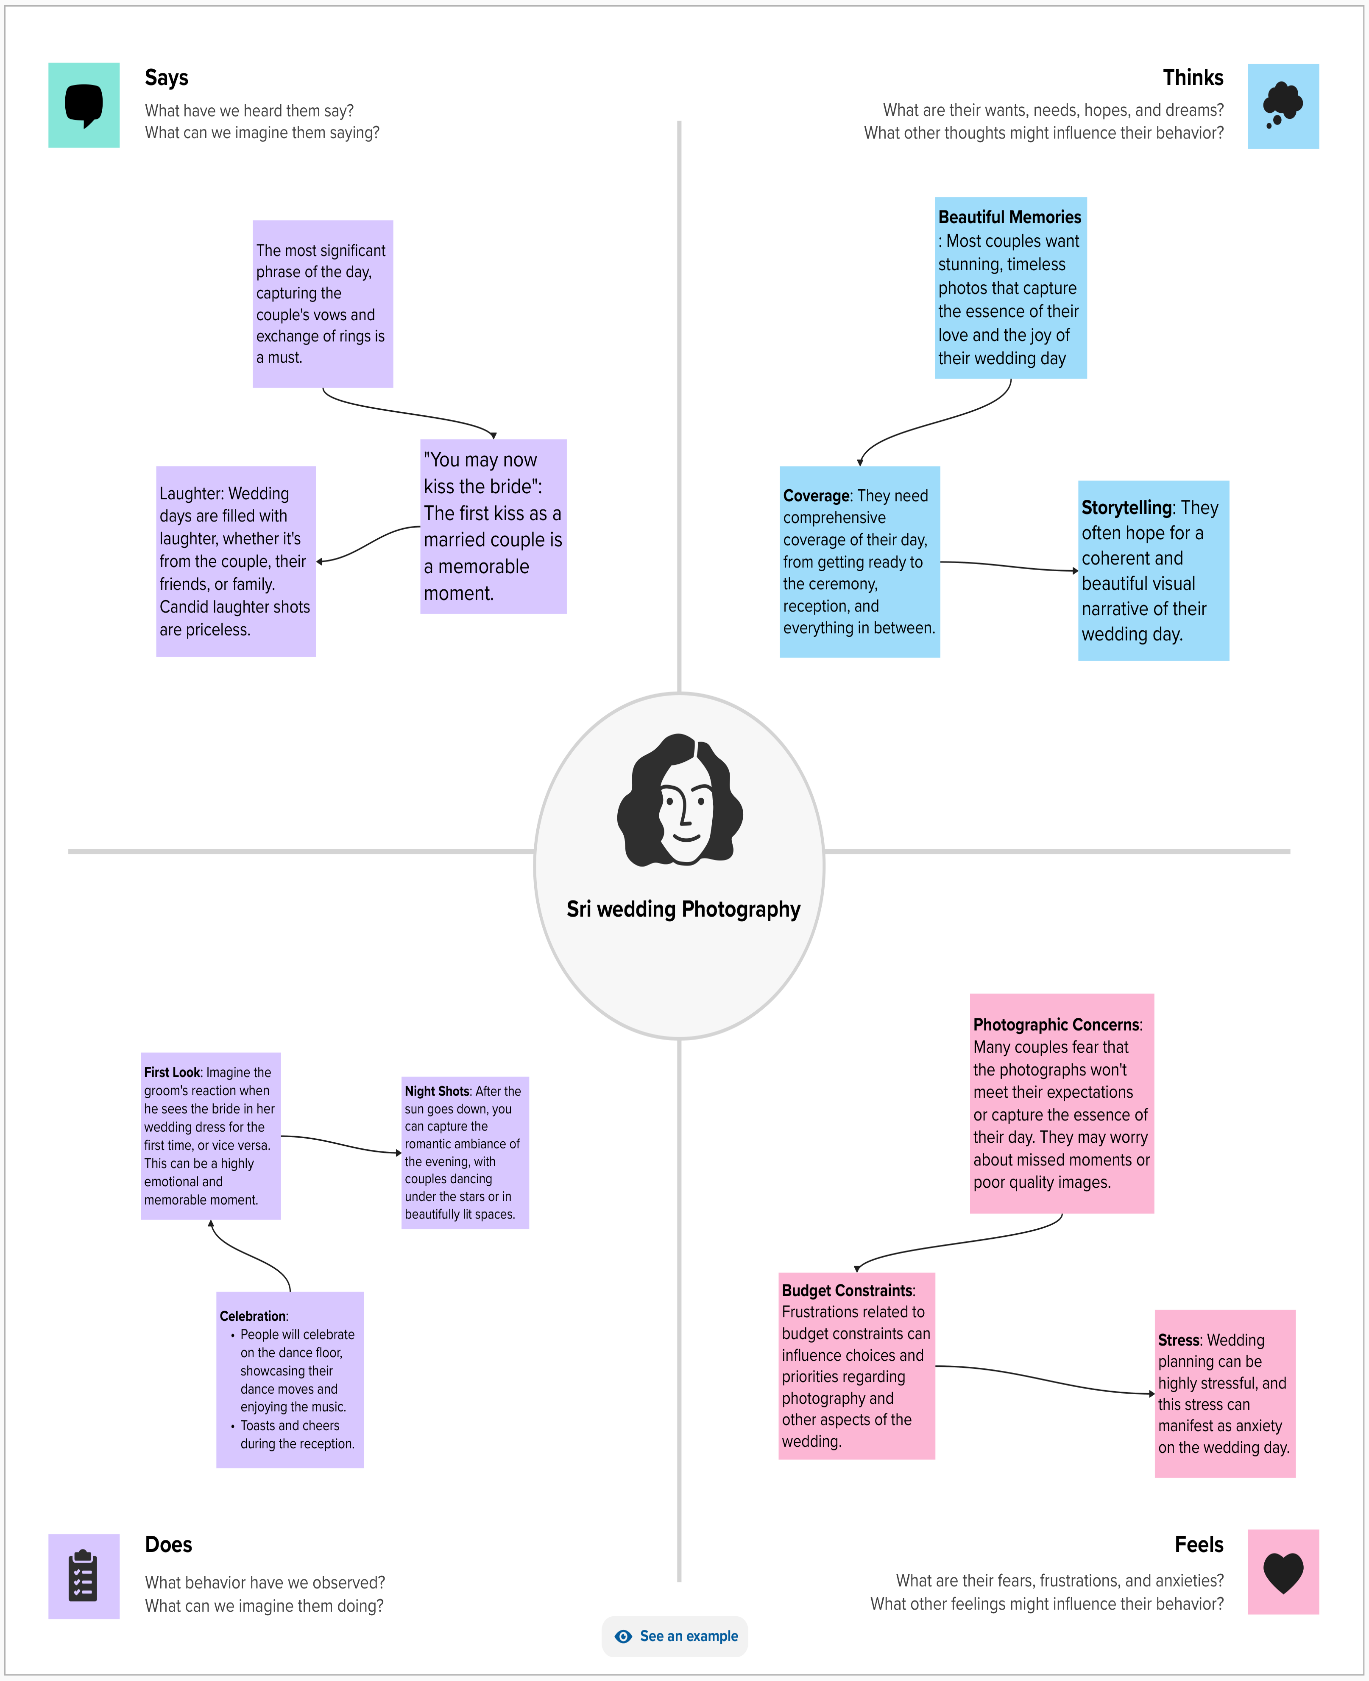 Says
What have we heard them say?
What can we imagine them saying?
Thinks
What are their wants, needs, hopes, and dreams?
What other thoughts might influence their behavior?
The most significant
phrase of the day,
capturing the
couple's vows and
exchange of rings is
a must.
"You may now
kiss the bride":
The first kiss as a
married couple is
a memorable
moment.
Laughter: Wedding
days are filled with
laughter, whether it's
from the couple, their
friends, or family.
Candid laughter shots
are priceless.
Beautiful Memories
: Most couples want
stunning, timeless
photos that capture
the essence of their
love and the joy of
their wedding day
Coverage: They need
comprehensive
coverage of their day,
from getting ready to
the ceremony,
reception, and
everything in between.
Storytelling: They
often hope for a
coherent and
beautiful visual
narrative of their
wedding day.
Sri wedding Photography
First Look: Imagine the
groom's reaction when
he sees the bride in her
wedding dress for the
first time, or vice versa.
This can be a highly
emotional and
memorable moment.
Night Shots: After the
sun goes down, you
can capture the
romantic ambiance of
the evening, with
couples dancing
under the stars or in
beautifully lit spaces.
Celebration:
• People will celebrate
on the dance floor,
showcasing their
dance moves and
enjoying the music.
• Toasts and cheers
during the reception.
Photographic Concerns:
Many couples fear that
the photographs won't
meet their expectations
or capture the essence of
their day. They may worry
about missed moments or
poor quality images.
Budget Constraints:
Frustrations related to
budget constraints can
influence choices and
priorities regarding
photography and
other aspects of the
wedding.
Stress: Wedding
planning can be
highly stressful, and
this stress can
manifest as anxiety
on the wedding day.
Does
What behavior have we observed?
What can we imagine them doing?
Feels
What are their fears, frustrations, and anxieties?
What other feelings might influence their behavior?
See an example